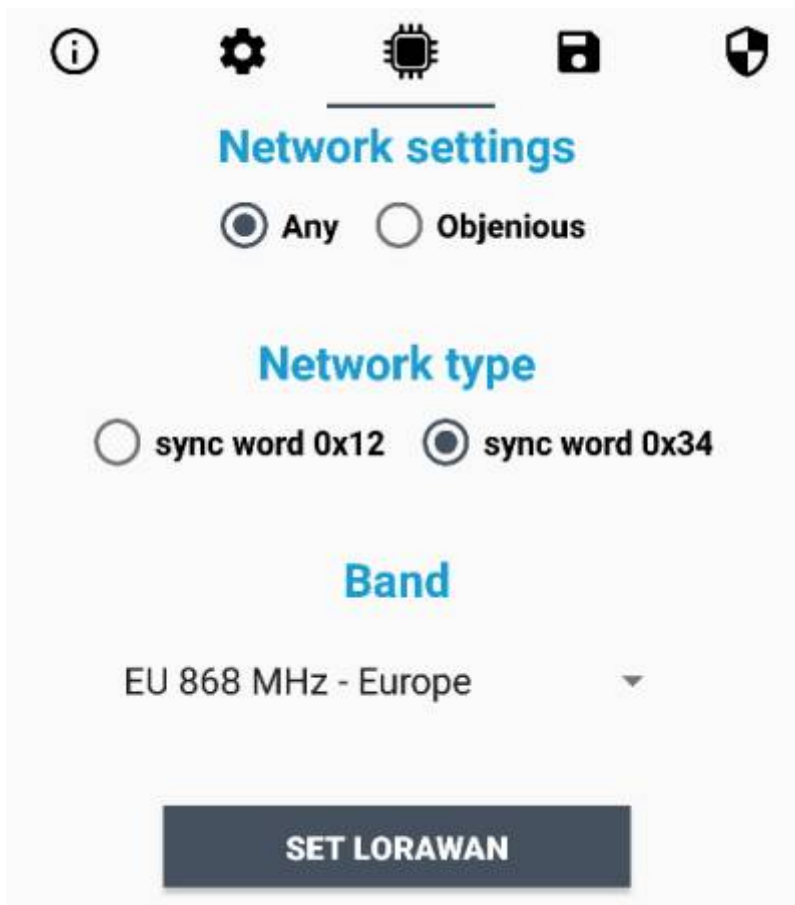 Network settings
Any Objenious
Network type
sync word 0x12 sync word 0x34
Band
EU 868 MHz - Europe
SET LORAWAN